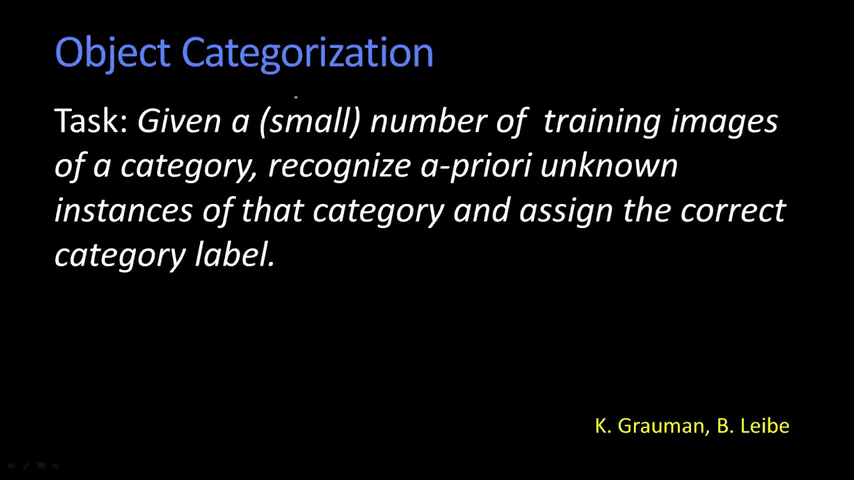 Object Categorization
Task: Given a (small) number of training images
of a category, recognize a-priori unknown
instances of that category and assign the correct
category label.
K. Grauman, B. Leibe